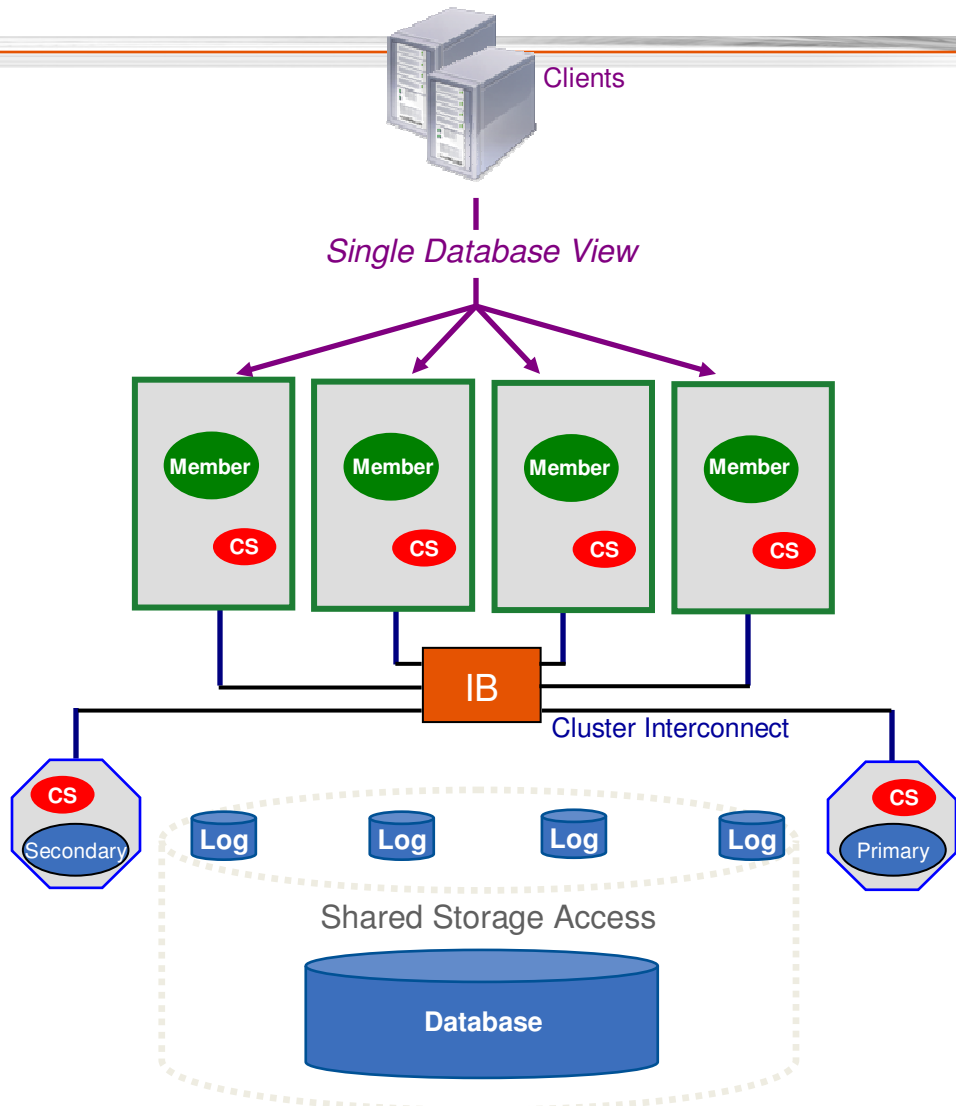 Clients
Single Database View
Member
Member
Member
Member
CS
CS
CS
CS
IB
Cluster Interconnect
CS
Secondary
Log
Log
Log
Log
CS
Primary
Shared Storage Access
Database